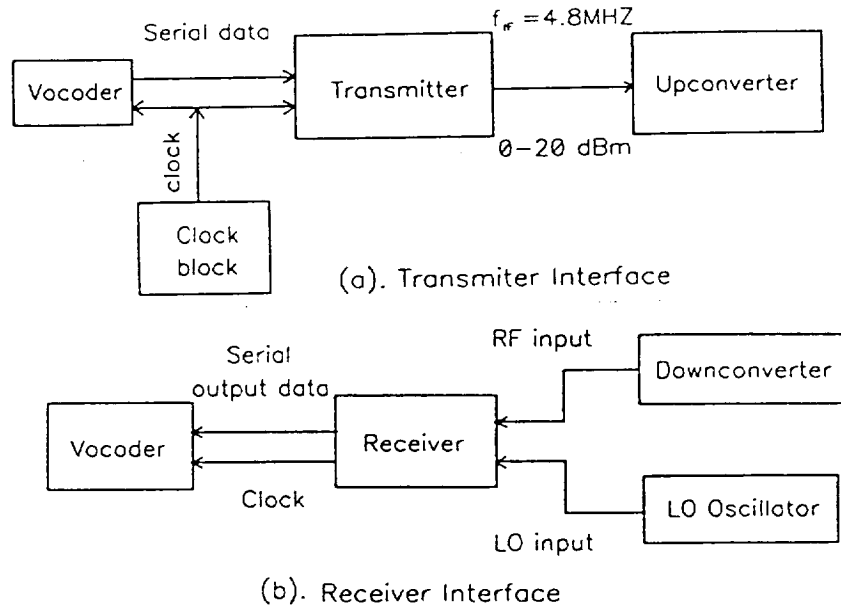 Serial data
f_rf = 4.8MHZ
Vocoder
Transmitter
Upconverter
0-20 dBm
clock
Clock
block
(a). Transmiter Interface
RF input
Serial
output data
Downconverter
Vocoder
Receiver
Clock
LO Oscillator
LO input
(b). Receiver Interface